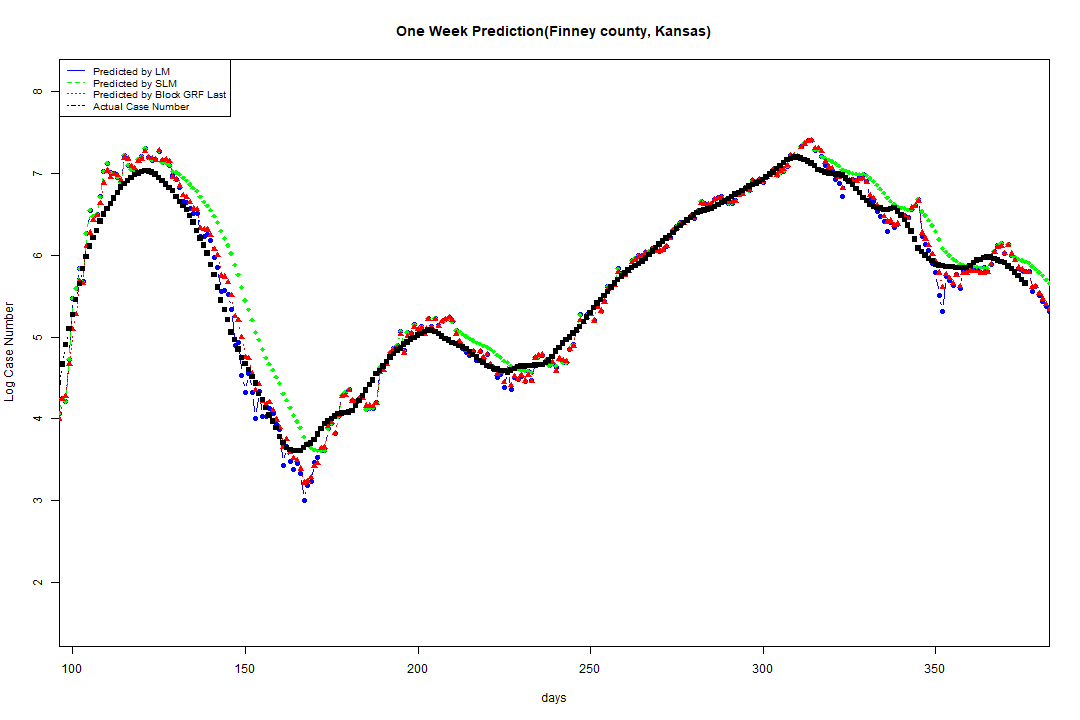 One Week Prediction(Finney county, Kansas)
Predicted by LM
Predicted by SLM
Predicted by Block GRF Last
Actual Case Number
8
7
6
5
4
3
2
Log Case Number
100 150 200 250 300 350
days